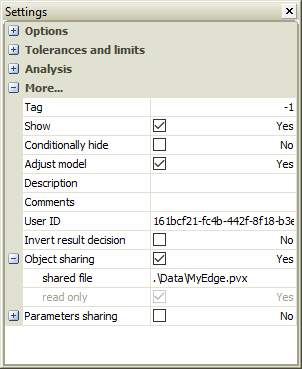 Settings
Options
Tolerances and limits
Analysis
More...
Tag -1
Show Yes
Conditionally hide No
Adjust model Yes
Description
Comments
User ID 161bcf21-fc4b-442f-8f18-b3e
Invert result decision No
Object sharing Yes
shared file .\Data\MyEdge.pvx
read only Yes
Parameters sharing No